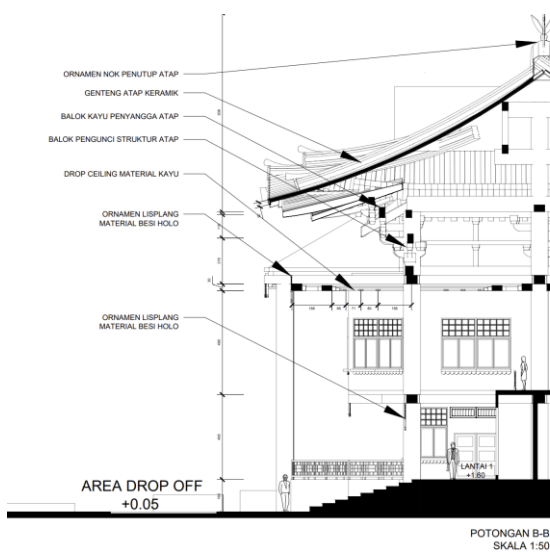 ORNAMEN NOK PENUTUP ATAP
GENTENG ATAP KERAMIK
BALOK KAYU PENYANGGA ATAP
BALOK PENGUNCI STRUKTUR ATAP
DROP CEILING MATERIAL KAYU
ORNAMEN LISPLANG
MATERIAL BESI HOLO
ORNAMEN LISPLANG
MATERIAL BESI HOLO
LANTAI 1
+1.60
AREA DROP OFF
+0.05
POTONGAN B-B
SKALA 1:50